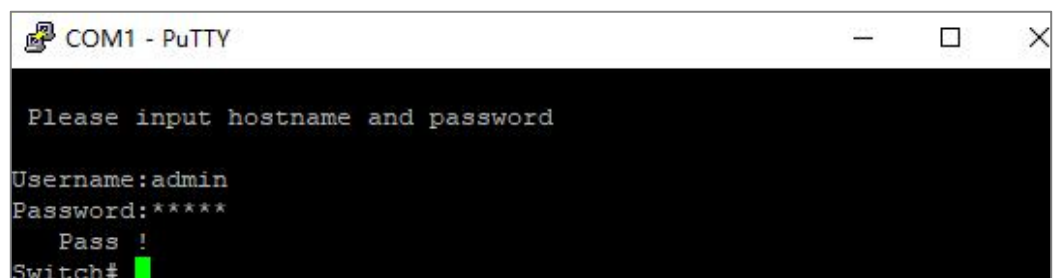 COM1 - PuTTY
Please input hostname and password
Username:admin
Password:*****
Pass !
Switch#